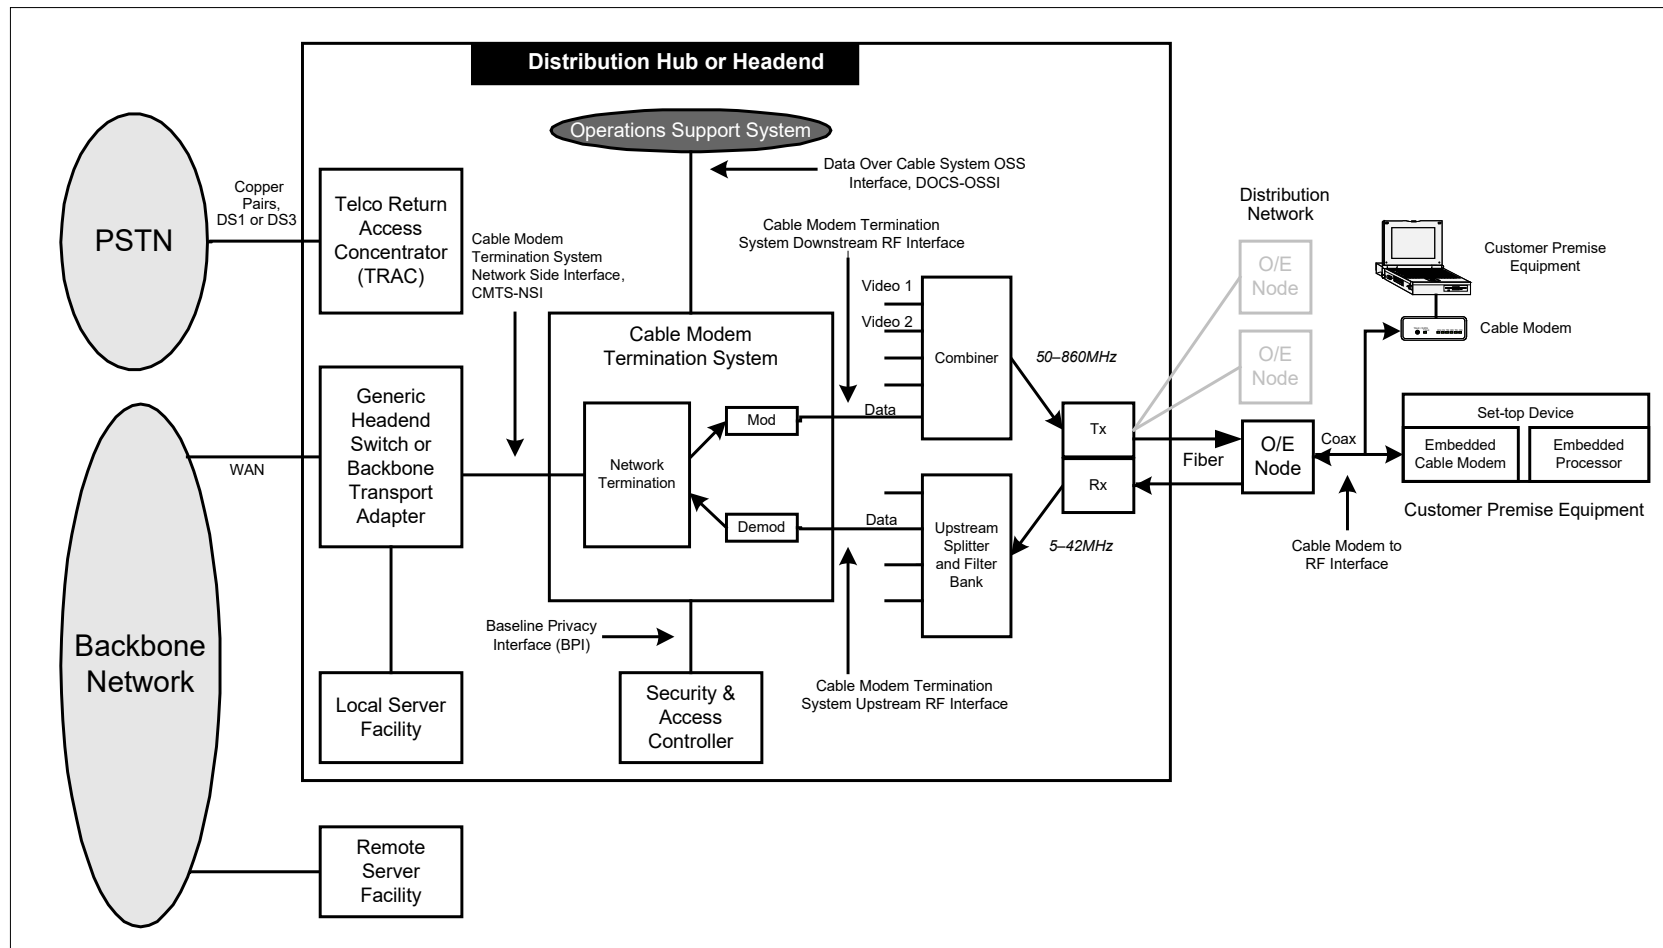 Distribution Hub or Headend
Operations Support System
Data Over Cable System OSS
Interface, DOCS-OSSI
PSTN
Copper
Pairs,
DS1 or DS3
Telco Return
Access
Concentrator
(TRAC)
Cable Modem
Termination System
Network Side Interface,
CMTS-NSI
Cable Modem Termination
System Downstream RF Interface
Distribution
Network
O/E
Node
O/E
Node
Customer Premise
Equipment
Cable Modem
Video 1
Video 2
Combiner
Data
50–860MHz
Cable Modem
Termination System
Network
Termination
Mod
Demod
Generic
Headend
Switch or
Backbone
Transport
Adapter
WAN
Tx
Rx
Fiber
O/E
Node
Coax
Set-top Device
Embedded
Cable Modem
Embedded
Processor
Customer Premise Equipment
Cable Modem to
RF Interface
Data
Upstream
Splitter
and Filter
Bank
5–42MHz
Baseline Privacy
Interface (BPI)
Cable Modem Termination
System Upstream RF Interface
Backbone
Network
Local Server
Facility
Security &
Access
Controller
Remote
Server
Facility